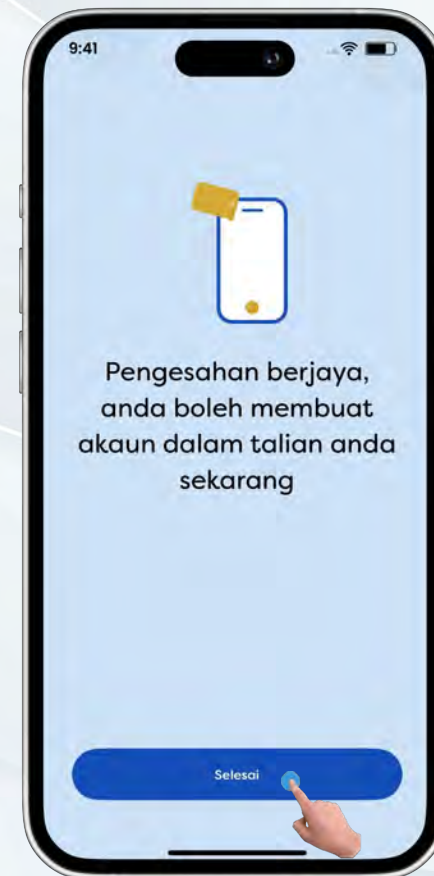 9:41
Pengesahan berjaya,
anda boleh membuat
akaun dalam talian anda
sekarang
Selesai